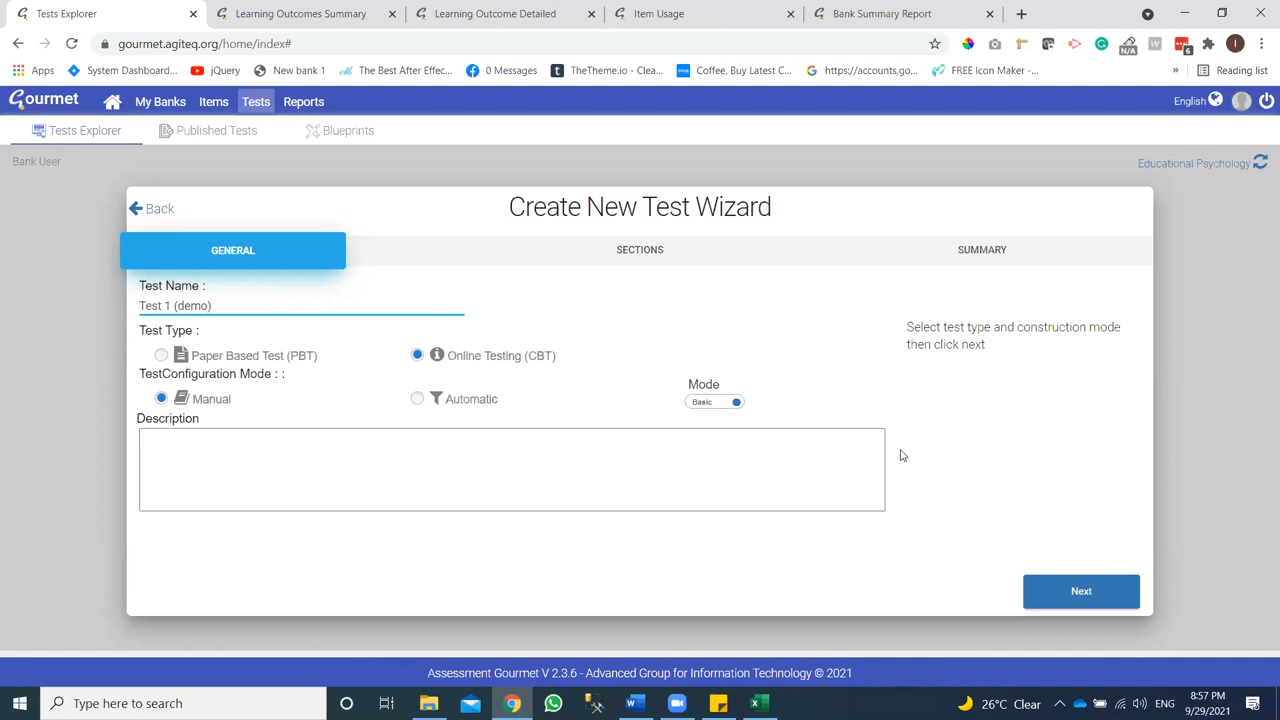 Tests Explorer
Learning Outcomes Summary
Learning Outcome Detailed
Item Usage
Bank Summary Report
gourmet.agiteq.org/home/index#
N/A
6
I
Apps
System Dashboard...
jQuery
New bank 1
The Best After Effec...
0 Messages
TheTheme.io - Clea...
Coffee, Buy Latest C...
https://accounts.go...
FREE Icon Maker -...
»
Reading list
Gourmet
My Banks
Items
Tests
Reports
English
Tests Explorer
Published Tests
Blueprints
Bank User
Educational Psychology
Back
Create New Test Wizard
GENERAL
SECTIONS
SUMMARY
Test Name :
Test 1 (demo)
Test Type :
Paper Based Test (PBT)
Online Testing (CBT)
Select test type and construction mode
then click next
TestConfiguration Mode : :
Manual
Automatic
Mode
Basic
Description
Next
Assessment Gourmet V 2.3.6 - Advanced Group for Information Technology © 2021
Type here to search
26°C Clear
ENG
8:57 PM
9/29/2021